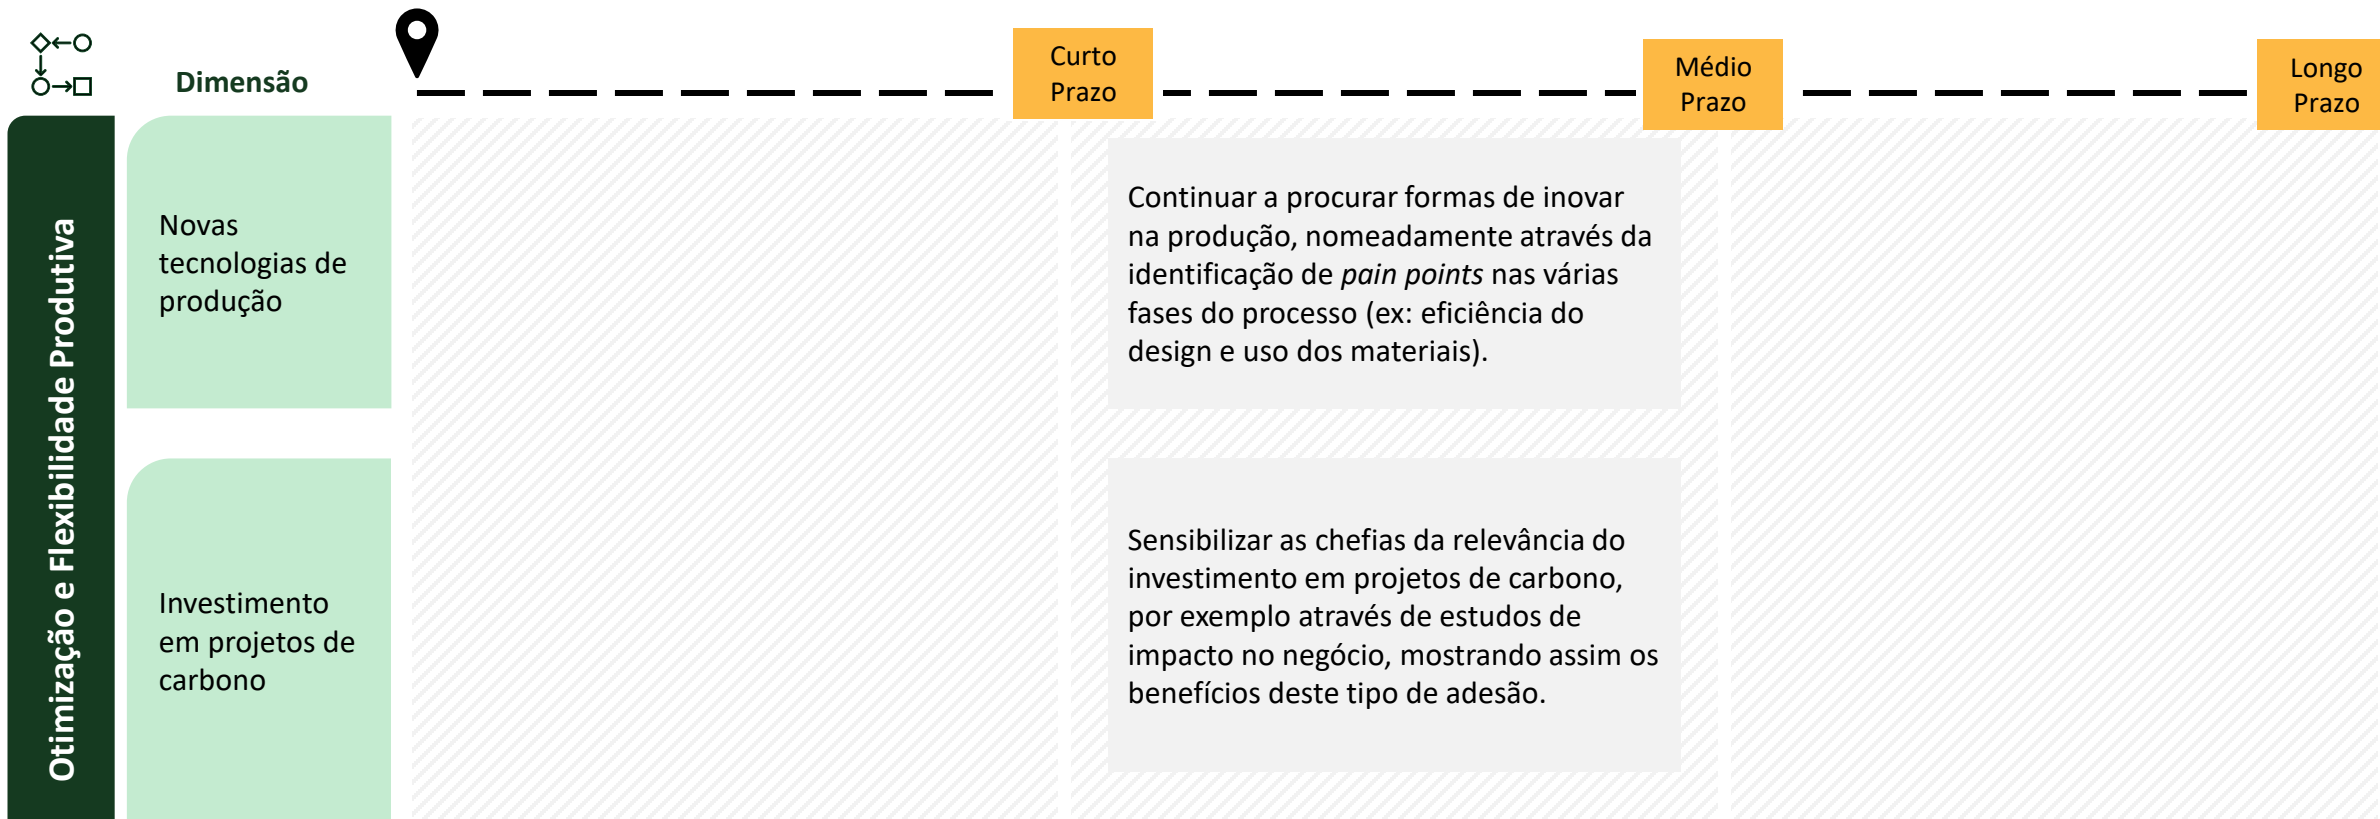 Dimensão
Curto
Prazo
Médio
Prazo
Longo
Prazo
Otimização e Flexibilidade Produtiva
Novas
tecnologias de
produção
Continuar a procurar formas de inovar
na produção, nomeadamente através da
identificação de pain points nas várias
fases do processo (ex: eficiência do
design e uso dos materiais).
Investimento
em projetos de
carbono
Sensibilizar as chefias da relevância do
investimento em projetos de carbono,
por exemplo através de estudos de
impacto no negócio, mostrando assim os
benefícios deste tipo de adesão.